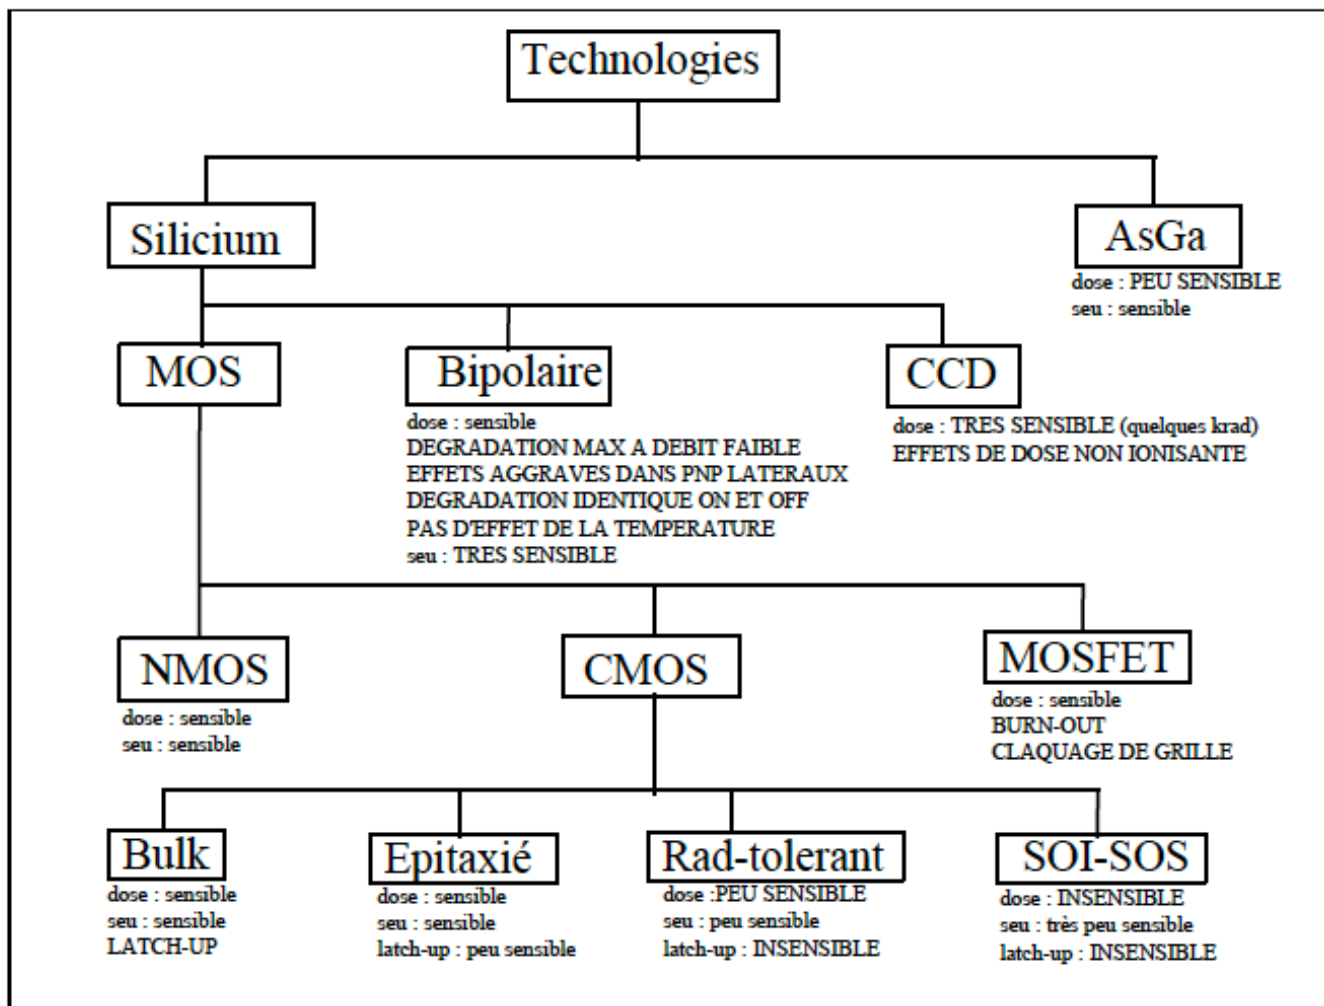 Technologies
Silicium
AsGa
dose : PEU SENSIBLE
seu : sensible
MOS
Bipolaire
dose : sensible
DEGRADATION MAX A DEBIT FAIBLE
EFFETS AGGRAVES DANS PNP LATERAUX
DEGRADATION IDENTIQUE ON ET OFF
PAS D'EFFET DE LA TEMPERATURE
seu : TRES SENSIBLE
CCD
dose : TRES SENSIBLE (quelques krad)
EFFETS DE DOSE NON IONISANTE
NMOS
dose : sensible
seu : sensible
CMOS
MOSFET
dose : sensible
BURN-OUT
CLAQUAGE DE GRILLE
Bulk
dose : sensible
seu : sensible
LATCH-UP
Epitaxié
dose : sensible
seu : sensible
latch-up : peu sensible
Rad-tolerant
dose :PEU SENSIBLE
seu : peu sensible
latch-up : INSENSIBLE
SOI-SOS
dose : INSENSIBLE
seu : très peu sensible
latch-up : INSENSIBLE